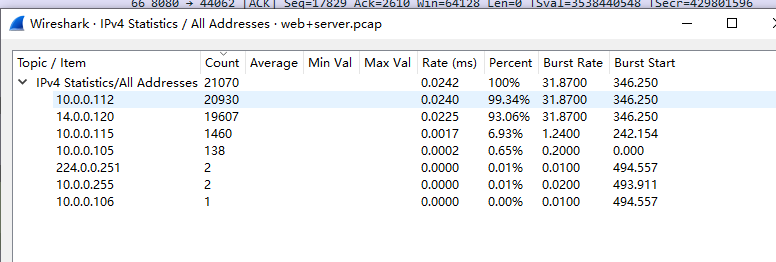 66 8080 → 44062 [ACK] Seq=17829 Ack=2610 Win=64128 Len=0 TSval=3538440548 TSecr=429801596
Wireshark · IPv4 Statistics / All Addresses · web+server.pcap
Topic / Item Count Average Min Val Max Val Rate (ms) Percent Burst Rate Burst Start
IPv4 Statistics/All Addresses 21070 0.0242 100% 31.8700 346.250
10.0.0.112 20930 0.0240 99.34% 31.8700 346.250
14.0.0.120 19607 0.0225 93.06% 31.8700 346.250
10.0.0.115 1460 0.0017 6.93% 1.2400 242.154
10.0.0.105 138 0.0002 0.65% 0.2000 0.000
224.0.0.251 2 0.0000 0.01% 0.0100 494.557
10.0.0.255 2 0.0000 0.01% 0.0200 493.911
10.0.0.106 1 0.0000 0.00% 0.0100 494.557